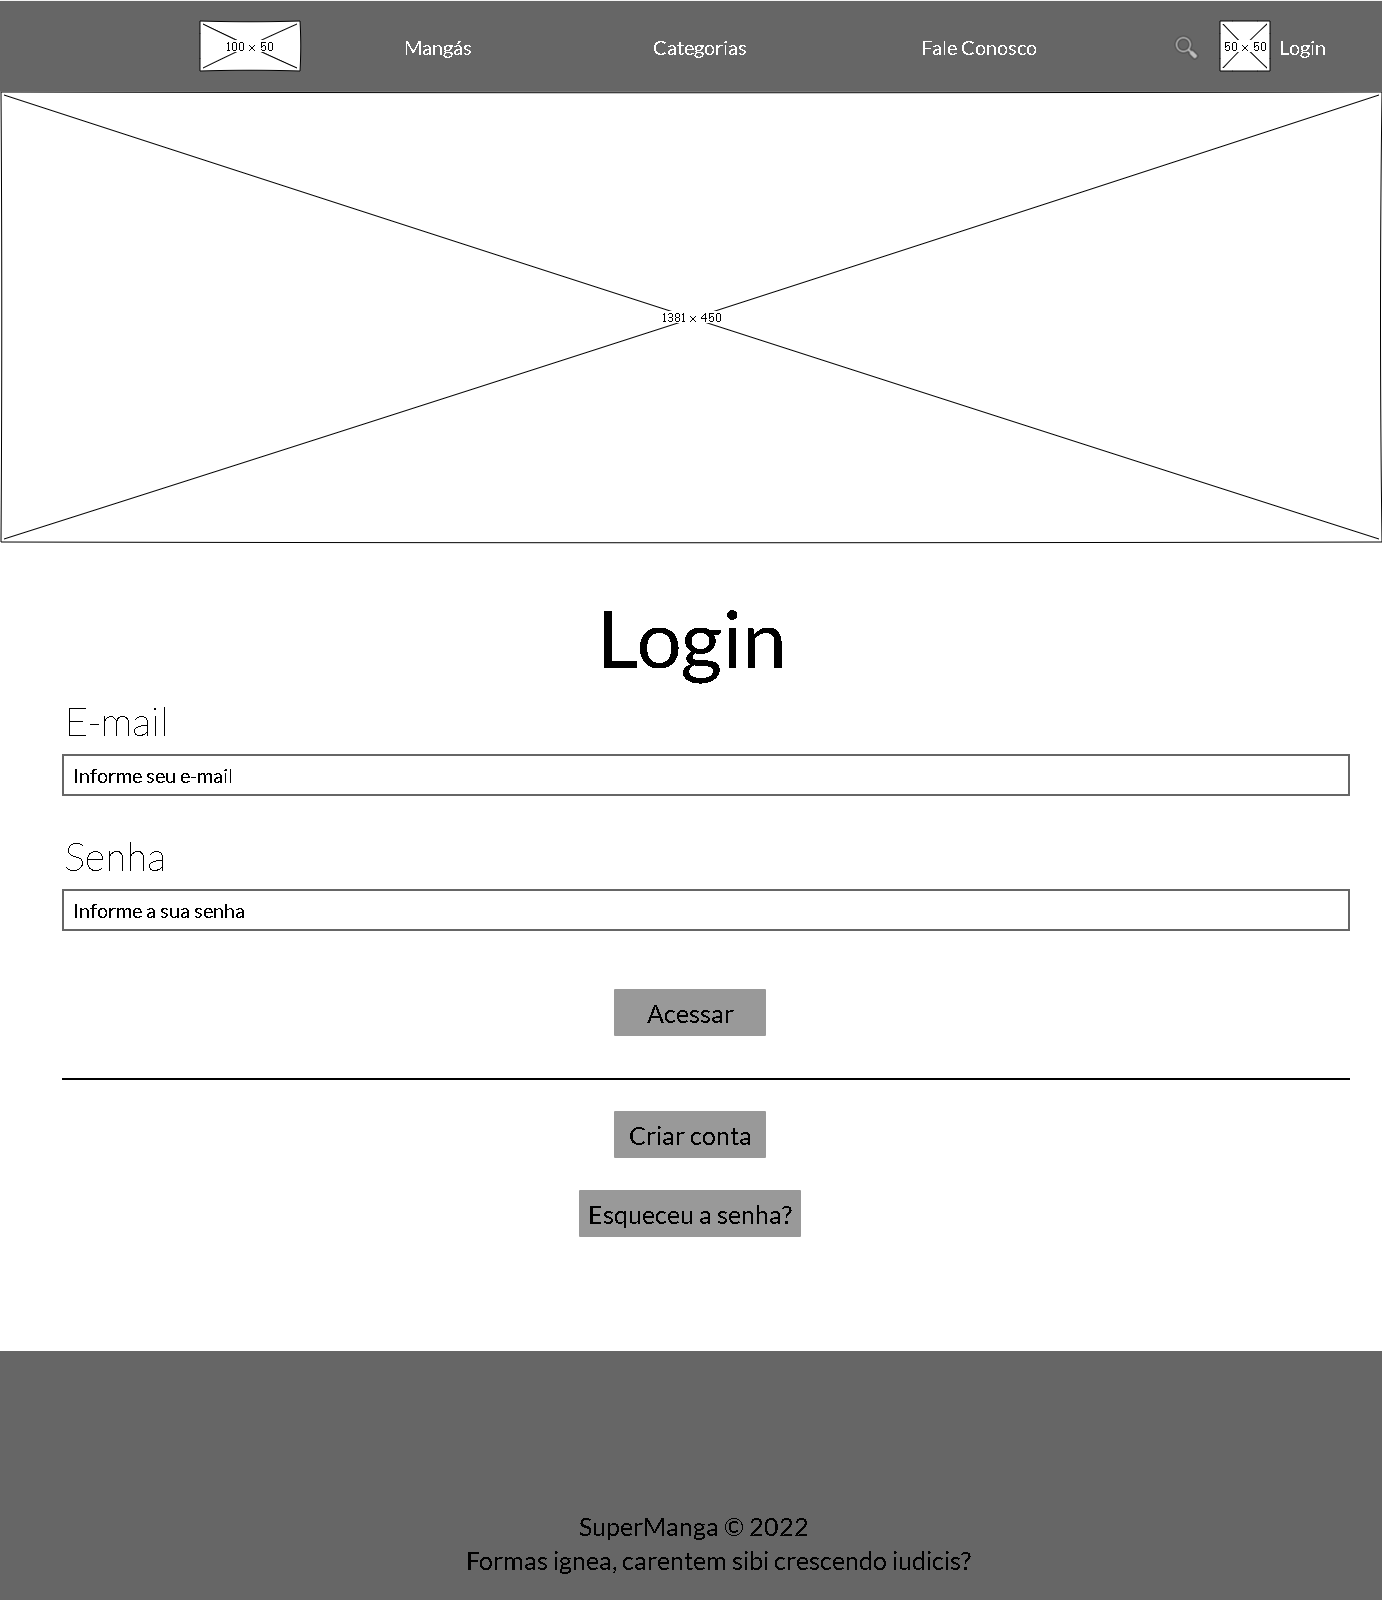 100 x 50
Mangás
Categorias
Fale Conosco
50 x 50
Login
1381 x 450
Login
E-mail
Informe seu e-mail
Senha
Informe a sua senha
Acessar
Criar conta
Esqueceu a senha?
SuperManga © 2022
Formas ignea, carentem sibi crescendo iudicis?